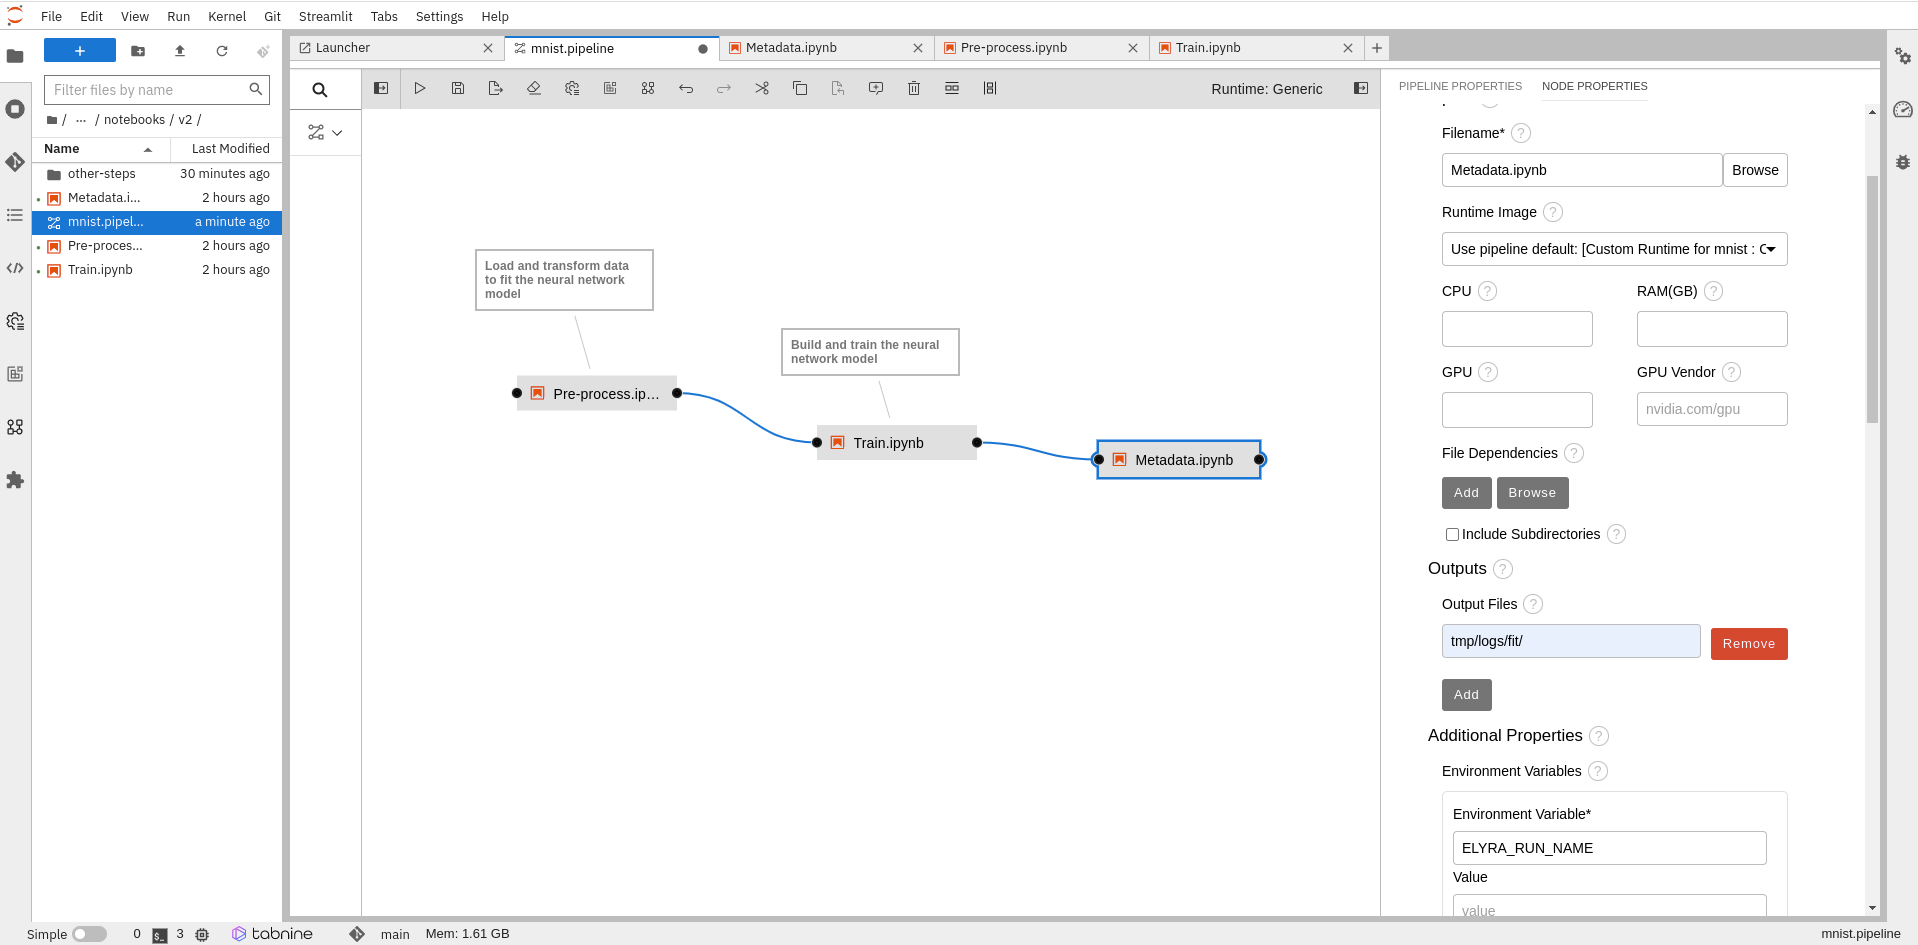 File Edit View Run Kernel Git Streamlit Tabs Settings Help
Launcher
mnist.pipeline
Metadata.ipynb
Pre-process.ipynb
Train.ipynb
Filter files by name
/ ... / notebooks / v2 /
Name Last Modified
other-steps 30 minutes ago
Metadata.i... 2 hours ago
mnist.pipel... a minute ago
Pre-proces... 2 hours ago
Train.ipynb 2 hours ago
Runtime: Generic
Load and transform data
to fit the neural network
model
Build and train the neural
network model
Pre-process.ip...
Train.ipynb
Metadata.ipynb
PIPELINE PROPERTIES NODE PROPERTIES
Filename* ?
Metadata.ipynb Browse
Runtime Image ?
Use pipeline default: [Custom Runtime for mnist : 
CPU ? RAM(GB) ?
GPU ? GPU Vendor ?
nvidia.com/gpu
File Dependencies ?
Add Browse
Include Subdirectories ?
Outputs ?
Output Files ?
tmp/logs/fit/ Remove
Add
Additional Properties ?
Environment Variables ?
Environment Variable*
ELYRA_RUN_NAME
Value
value
Simple 0 $_ 3 tabnine main Mem: 1.61 GB mnist.pipeline